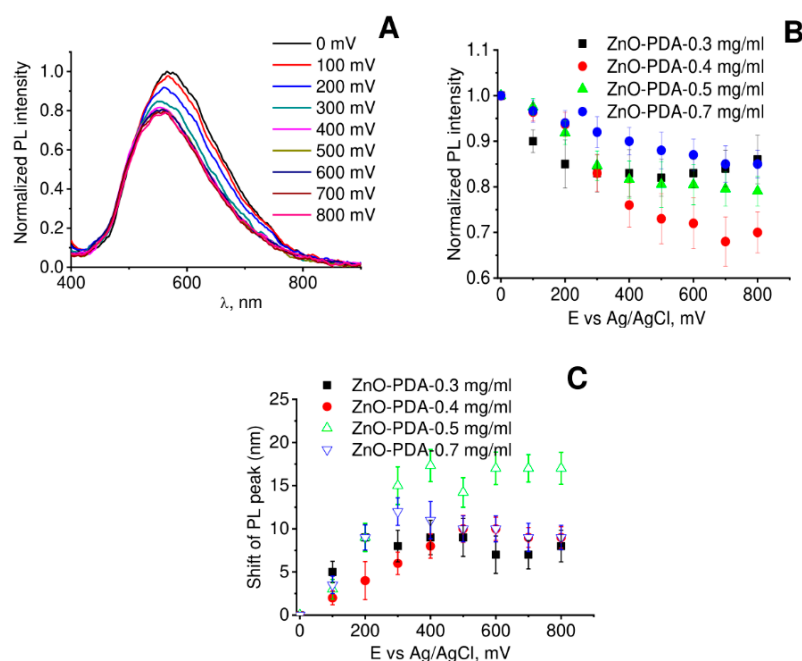 A
0 mV
100 mV
200 mV
300 mV
400 mV
500 mV
600 mV
700 mV
800 mV
Normalized PL intensity
1.0
0.8
0.6
0.4
0.2
0.0
400 600 800
λ, nm
B
ZnO-PDA-0.3 mg/ml
ZnO-PDA-0.4 mg/ml
ZnO-PDA-0.5 mg/ml
ZnO-PDA-0.7 mg/ml
Normalized PL intensity
1.1
1.0
0.9
0.8
0.7
0.6
0 200 400 600 800
E vs Ag/AgCl, mV
C
ZnO-PDA-0.3 mg/ml
ZnO-PDA-0.4 mg/ml
ZnO-PDA-0.5 mg/ml
ZnO-PDA-0.7 mg/ml
Shift of PL peak (nm)
25
20
15
10
5
0
0 200 400 600 800
E vs Ag/AgCl, mV